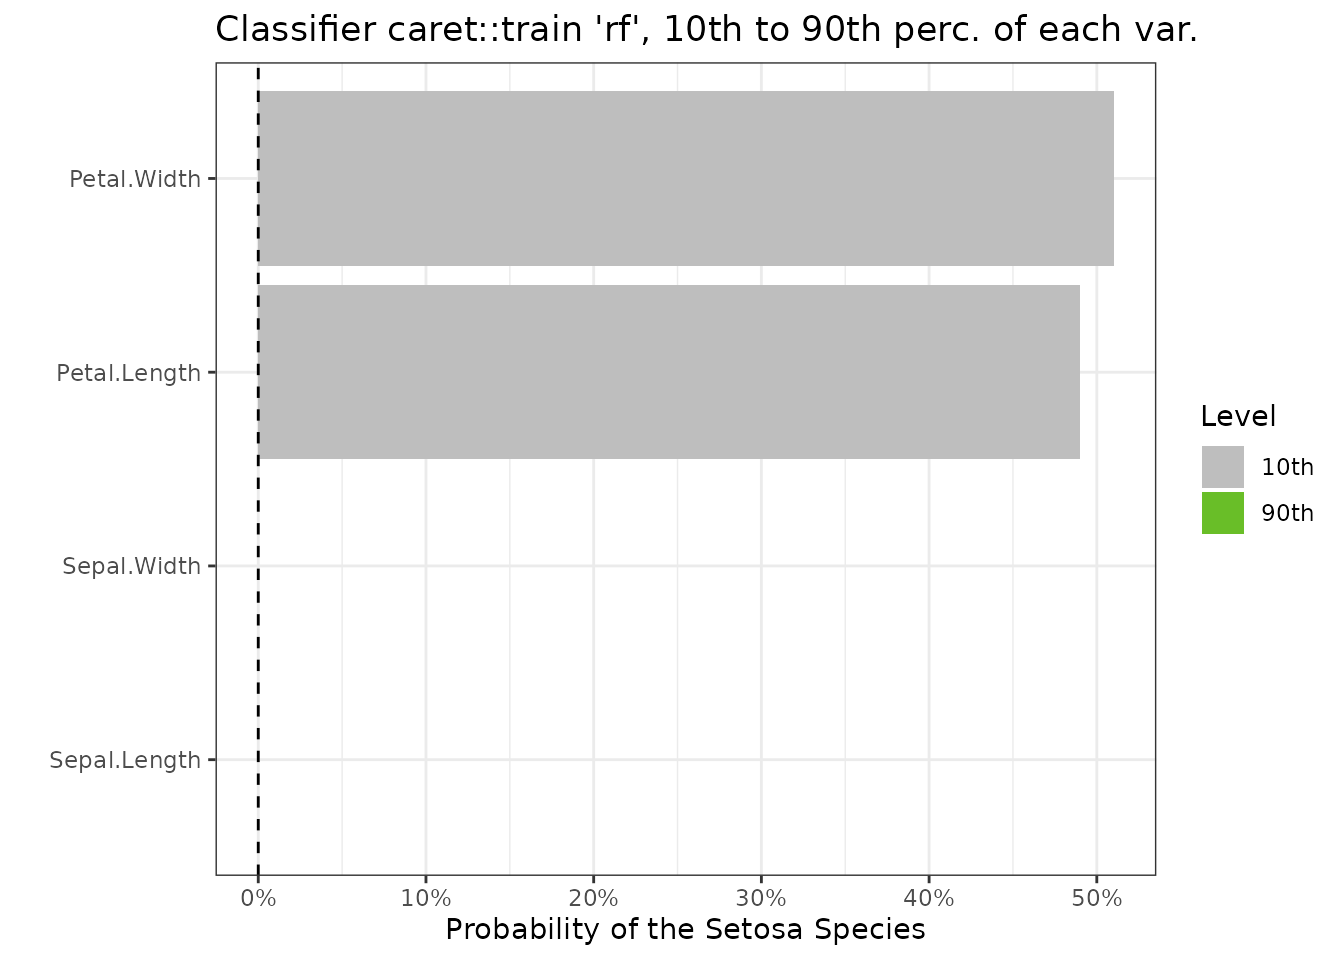 Classifier caret::train 'rf', 10th to 90th perc. of each var.
Petal.Width
Petal.Length
Sepal.Width
Sepal.Length
0% 10% 20% 30% 40% 50%
Probability of the Setosa Species
Level
10th
90th